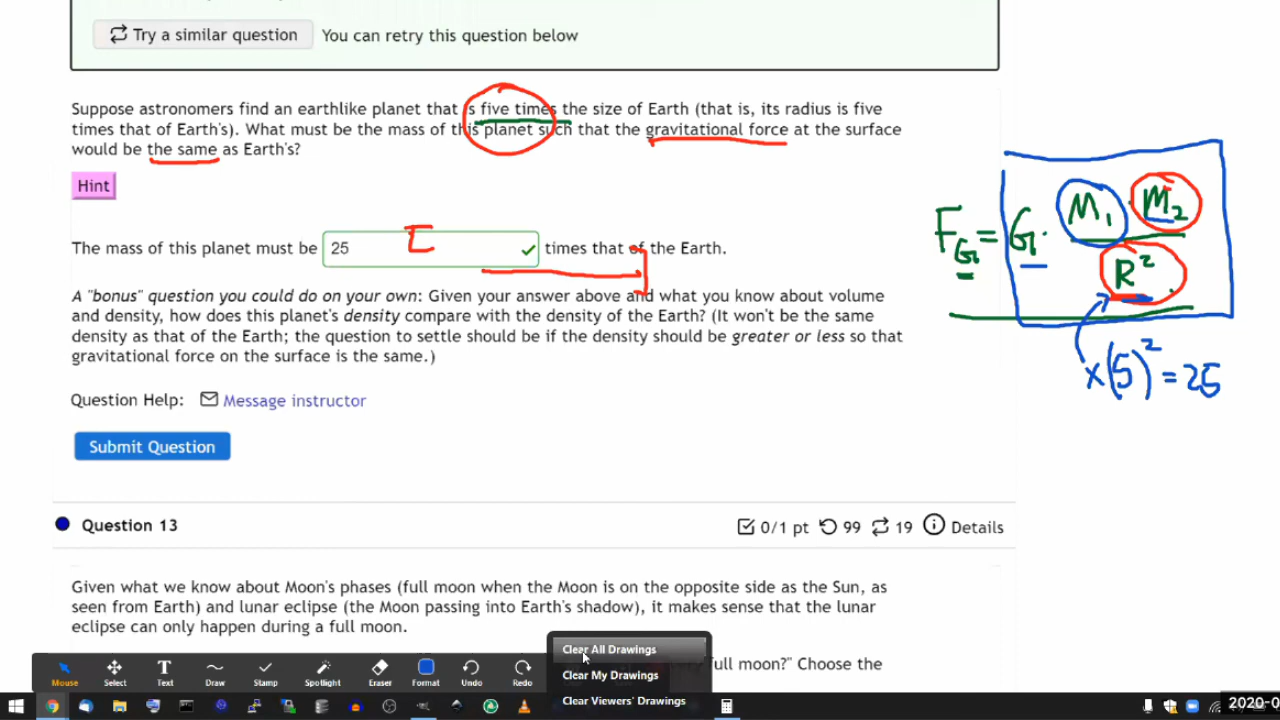 Try a similar question You can retry this question below
Suppose astronomers find an earthlike planet that is five times the size of Earth (that is, its radius is five
times that of Earth's). What must be the mass of this planet such that the gravitational force at the surface
would be the same as Earth's?
Hint
The mass of this planet must be 25 times that of the Earth.
A "bonus" question you could do on your own: Given your answer above and what you know about volume
and density, how does this planet's density compare with the density of the Earth? (It won't be the same
density as that of the Earth; the question to settle should be if the density should be greater or less so that
gravitational force on the surface is the same.)
Question Help: Message instructor
Submit Question
F_G = G · M₁ · M₂
R²
x(5)² = 25
Question 13 0/1 pt 99 19 Details
Given what we know about Moon's phases (full moon when the Moon is on the opposite side as the Sun, as
seen from Earth) and lunar eclipse (the Moon passing into Earth's shadow), it makes sense that the lunar
eclipse can only happen during a full moon.
full moon?" Choose the
Clear All Drawings
Clear My Drawings
Clear Viewers' Drawings
Mouse Select Text Draw Stamp Spotlight Eraser Format Undo Redo
2020-0